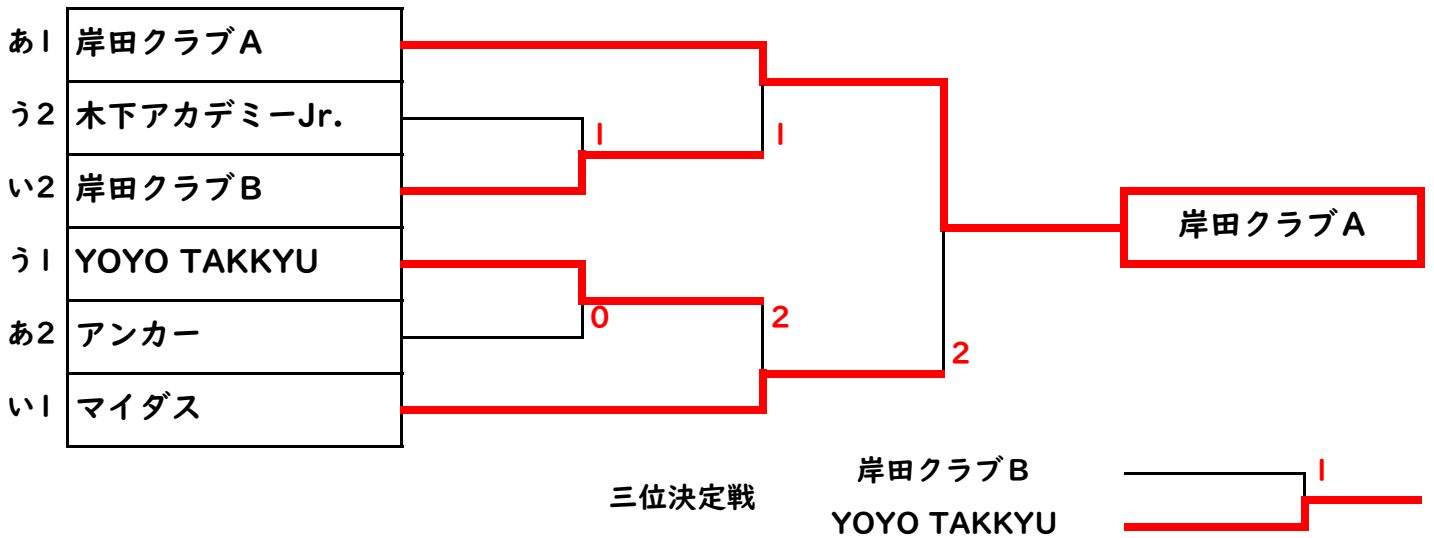 あ1 岸田クラブA
う2 木下アカデミーJr.
1 1
い2 岸田クラブB
岸田クラブA
う1 YOYO TAKKYU
0 2
あ2 アンカー
2
い1 マイダス
岸田クラブB 1
三位決定戦
YOYO TAKKYU